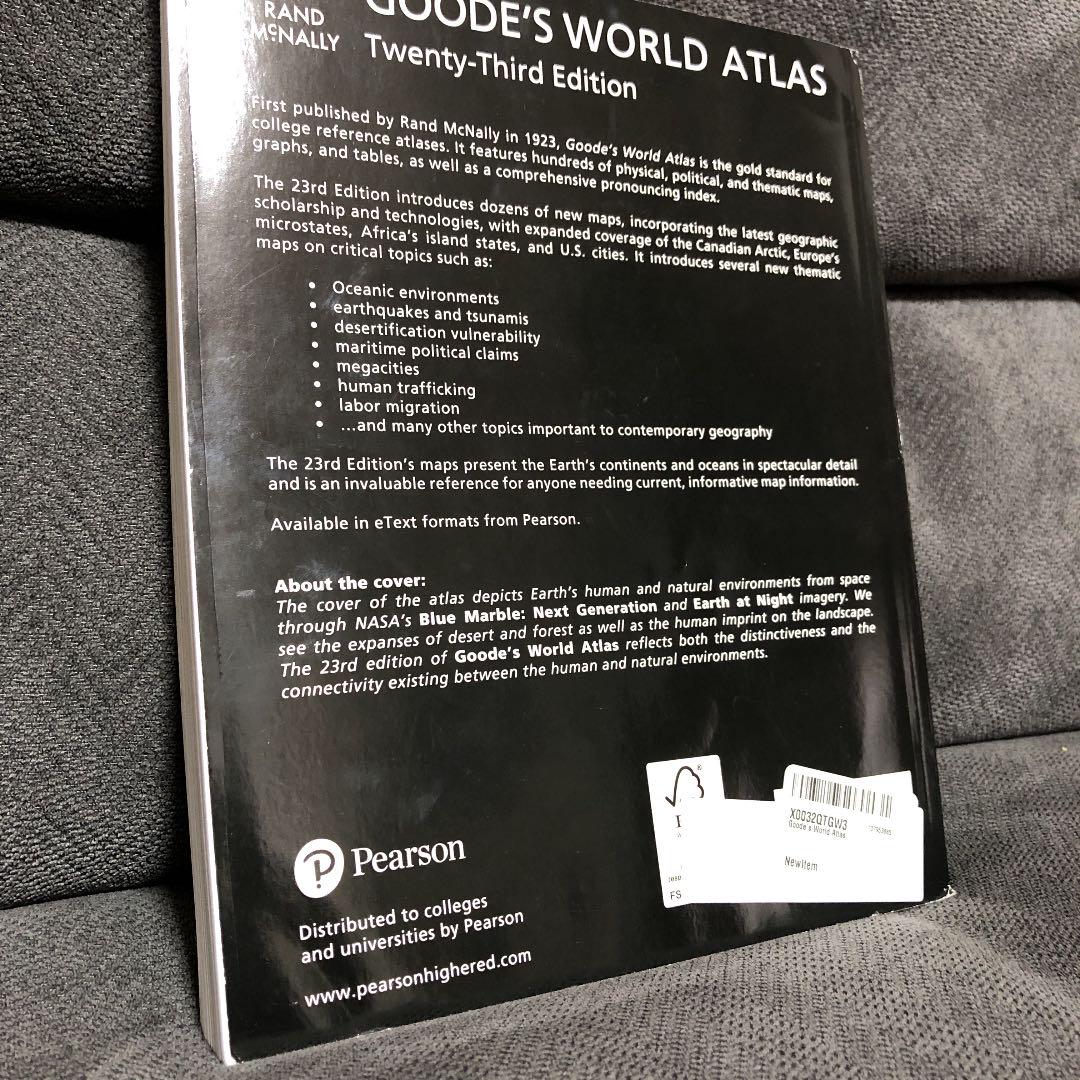 RAND
McNALLY
GOODE'S WORLD ATLAS
Twenty-Third Edition
First published by Rand McNally in 1923, Goode's World Atlas is the gold standard for
college reference atlases. It features hundreds of physical, political, and thematic maps,
graphs, and tables, as well as a comprehensive pronouncing index.
The 23rd Edition introduces dozens of new maps, incorporating the latest geographic
scholarship and technologies, with expanded coverage of the Canadian Arctic, Europe's
microstates, Africa's island states, and U.S. cities. It introduces several new thematic
maps on critical topics such as:
• Oceanic environments
• earthquakes and tsunamis
• desertification vulnerability
• maritime political claims
• megacities
• human trafficking
• labor migration
• ...and many other topics important to contemporary geography
The 23rd Edition's maps present the Earth's continents and oceans in spectacular detail
and is an invaluable reference for anyone needing current, informative map information.
Available in eText formats from Pearson.
About the cover:
The cover of the atlas depicts Earth's human and natural environments from space
through NASA's Blue Marble: Next Generation and Earth at Night imagery. We
see the expanses of desert and forest as well as the human imprint on the landscape.
The 23rd edition of Goode's World Atlas reflects both the distinctiveness and the
connectivity existing between the human and natural environments.
P Pearson
Distributed to colleges
and universities by Pearson
www.pearsonhighered.com
®
FS
X0032QTGW3
Goode's World Atlas
NewItem